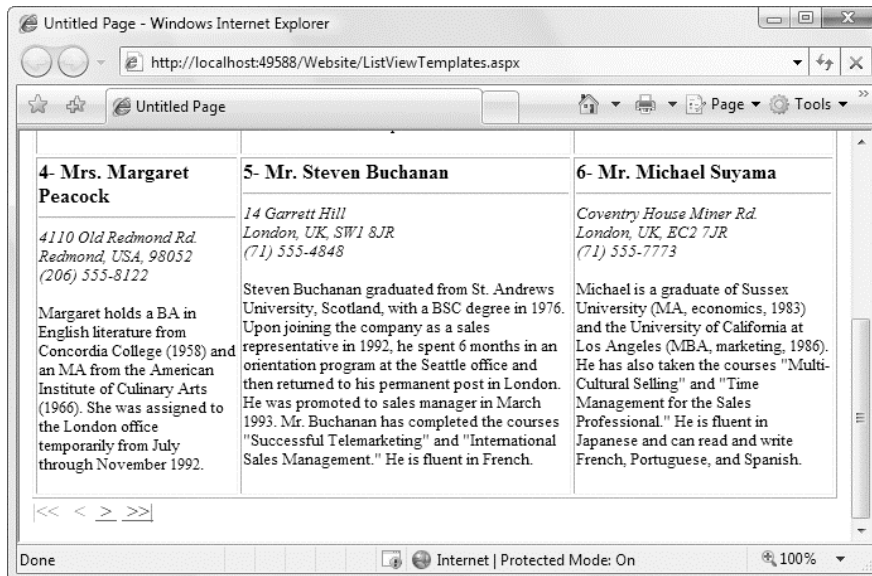 Untitled Page - Windows Internet Explorer
http://localhost:49588/Website/ListViewTemplates.aspx
Untitled Page
Page
Tools
4- Mrs. Margaret
Peacock
4110 Old Redmond Rd.
Redmond, USA, 98052
(206) 555-8122
Margaret holds a BA in
English literature from
Concordia College (1958) and
an MA from the American
Institute of Culinary Arts
(1966). She was assigned to
the London office
temporarily from July
through November 1992.
5- Mr. Steven Buchanan
14 Garrett Hill
London, UK, SW1 8JR
(71) 555-4848
Steven Buchanan graduated from St. Andrews
University, Scotland, with a BSC degree in 1976.
Upon joining the company as a sales
representative in 1992, he spent 6 months in an
orientation program at the Seattle office and
then returned to his permanent post in London.
He was promoted to sales manager in March
1993. Mr. Buchanan has completed the courses
"Successful Telemarketing" and "International
Sales Management." He is fluent in French.
6- Mr. Michael Suyama
Coventry House Miner Rd.
London, UK, EC2 7JR
(71) 555-7773
Michael is a graduate of Sussex
University (MA, economics, 1983)
and the University of California at
Los Angeles (MBA, marketing, 1986).
He has also taken the courses "Multi-
Cultural Selling" and "Time
Management for the Sales
Professional." He is fluent in
Japanese and can read and write
French, Portuguese, and Spanish.
|<< < > >>|
Done
Internet | Protected Mode: On
100%